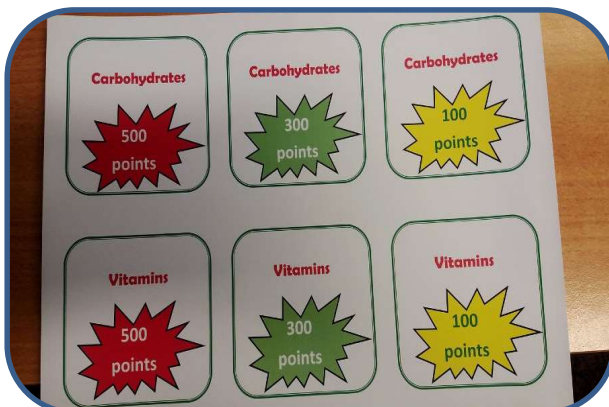 Carbohydrates
500
points
Carbohydrates
300
points
Carbohydrates
100
points
Vitamins
500
points
Vitamins
300
points
Vitamins
100
points